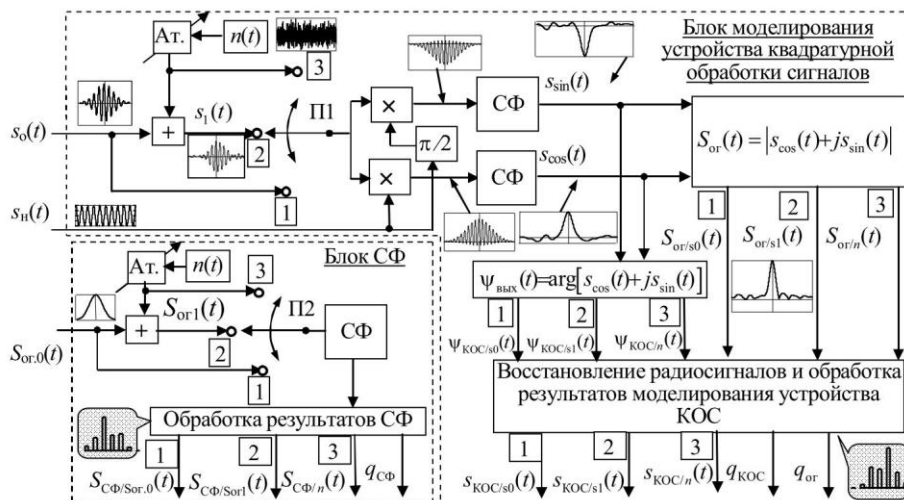 Блок моделирования
устройства квадратурной
обработки сигналов
Ат.
n(t)
3
s₀(t)
+
s₁(t)
2
П1
1
sн(t)
×
π/2
×
СФ
ssin(t)
СФ
scos(t)
Sог(t) = |scos(t)+jssin(t)|
1
2
3
Sог/s0(t)
Sог/s1(t)
Sог/n(t)
ψвых(t)=arg[scos(t)+jssin(t)]
1
2
3
ψКОС/s0(t)
ψКОС/s1(t)
ψКОС/n(t)
Восстановление радиосигналов и обработка
результатов моделирования устройства
КОС
1
2
3
sКОС/s0(t)
sКОС/s1(t)
sКОС/n(t)
qКОС
qог
Блок СФ
Ат.
n(t)
3
Sог.0(t)
+
Sог1(t)
2
П2
1
СФ
Обработка результатов СФ
1
2
3
SСФ/Sог.0(t)
SСФ/Sог1(t)
SСФ/n(t)
qСФ